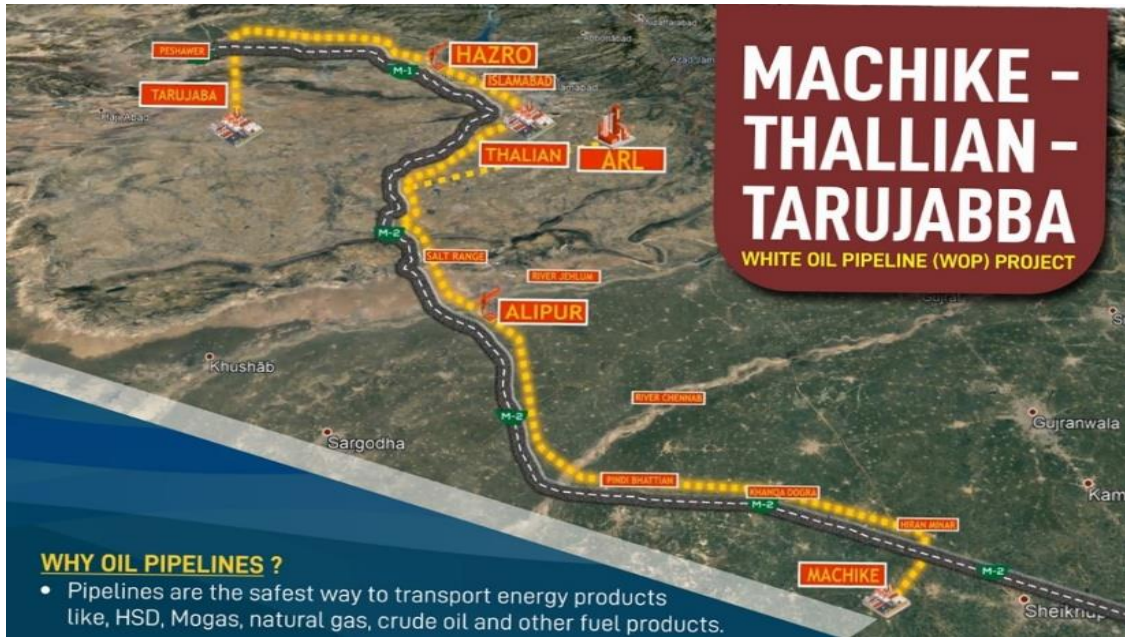 MACHIKE –
THALLIAN –
TARUJABBA
WHITE OIL PIPELINE (WOP) PROJECT
PESHAWER
M-1
HAZRO
ISLAMABAD
TARUJABA
THALIAN
ARL
M-2
SALT RANGE
RIVER JEHLUM
ALIPUR
Khushāb
Sargodha
M-2
RIVER CHENNAB
Gujranwala
PINDI BHATTIAN
KHANQA DOGRA
M-2
HIRAN MINAR
MACHIKE
M-2
WHY OIL PIPELINES ?
• Pipelines are the safest way to transport energy products
like, HSD, Mogas, natural gas, crude oil and other fuel products.